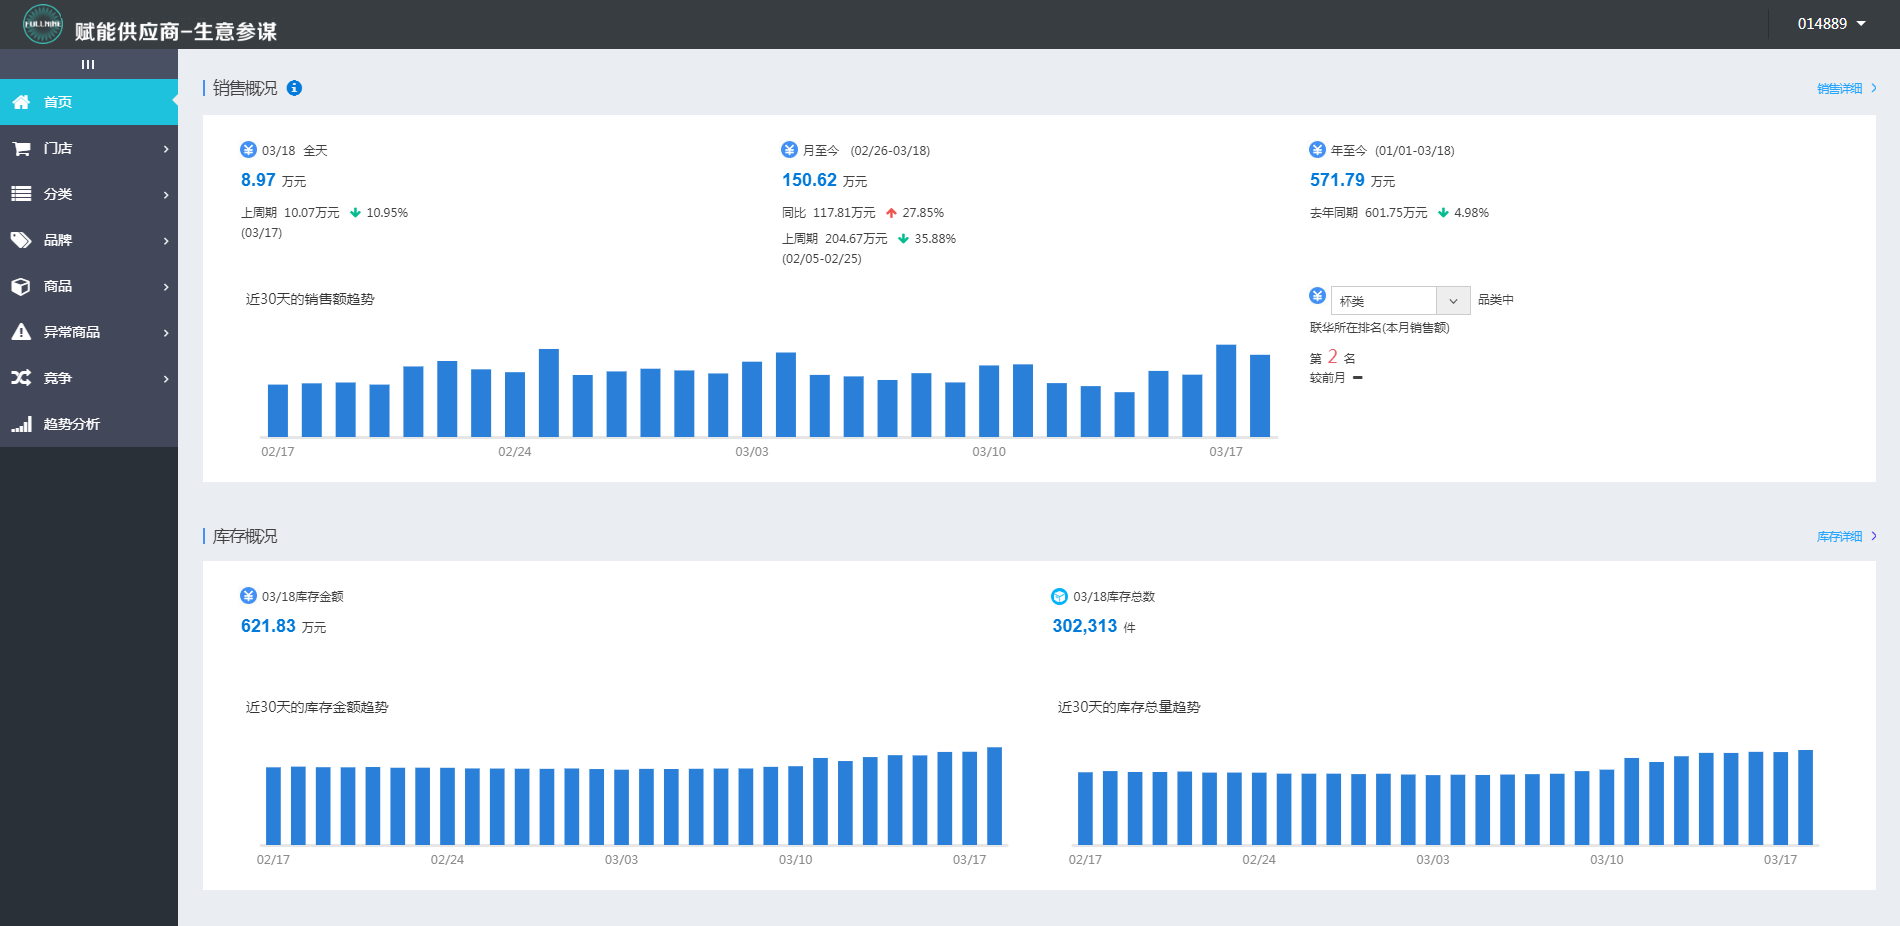 FULLNINE
赋能供应商-生意参谋
014889
首页
门店
分类
品牌
商品
异常商品
竞争
趋势分析
销售概况
销售详细
03/18 全天
8.97 万元
上周期 10.07万元 10.95%
(03/17)
月至今 (02/26-03/18)
150.62 万元
同比 117.81万元 27.85%
上周期 204.67万元 35.88%
(02/05-02/25)
年至今 (01/01-03/18)
571.79 万元
去年同期 601.75万元 4.98%
近30天的销售额趋势
02/17 02/24 03/03 03/10 03/17
杯类 品类中
联华所在排名(本月销售额)
第 2 名
较前月
库存概况
库存详细
03/18库存金额
621.83 万元
03/18库存总数
302,313 件
近30天的库存金额趋势
02/17 02/24 03/03 03/10 03/17
近30天的库存总量趋势
02/17 02/24 03/03 03/10 03/17